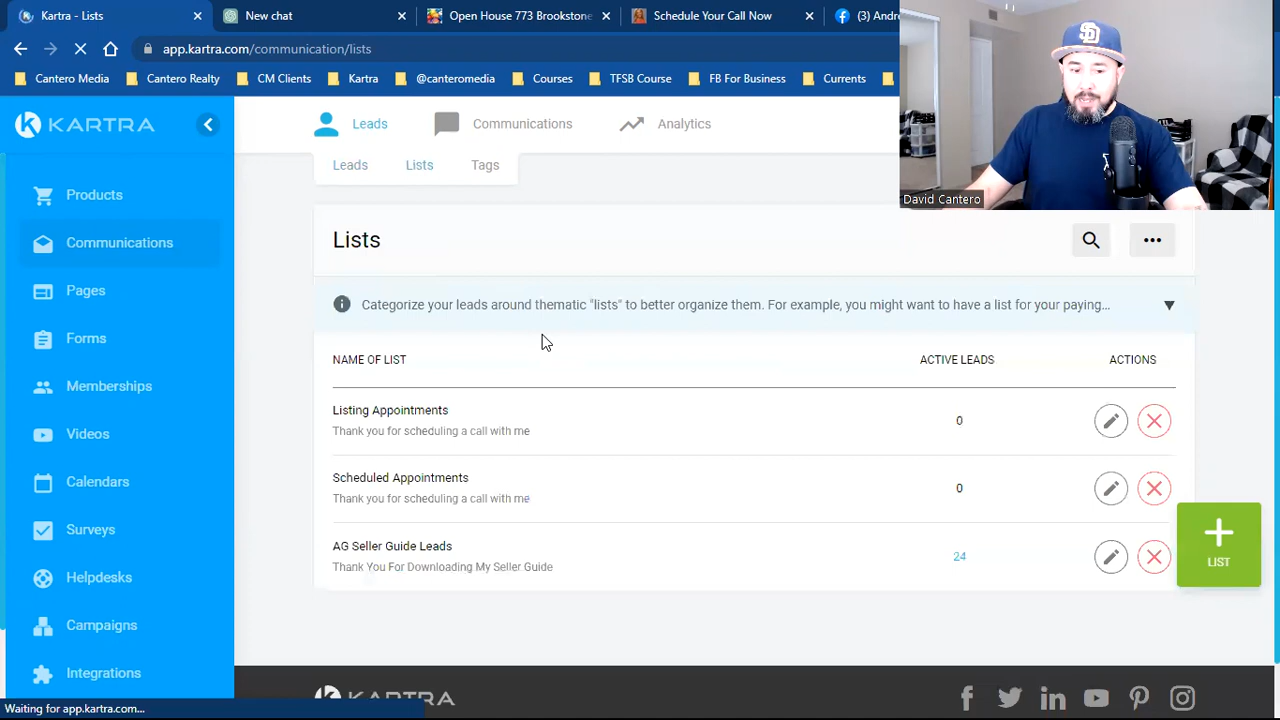 Kartra - Lists
New chat
Open House 773 Brookstone
Schedule Your Call Now
(3) Andre
app.kartra.com/communication/lists
Cantero Media
Cantero Realty
CM Clients
Kartra
@canteromedia
Courses
TFSB Course
FB For Business
Currents
KARTRA
Leads
Communications
Analytics
Leads
Lists
Tags
David Cantero
Products
Communications
Pages
Forms
Memberships
Videos
Calendars
Surveys
Helpdesks
Campaigns
Integrations
Lists
Categorize your leads around thematic "lists" to better organize them. For example, you might want to have a list for your paying...
NAME OF LIST
ACTIVE LEADS
ACTIONS
Listing Appointments
Thank you for scheduling a call with me
0
Scheduled Appointments
Thank you for scheduling a call with me
0
AG Seller Guide Leads
Thank You For Downloading My Seller Guide
24
LIST
KARTRA
Waiting for app.kartra.com...